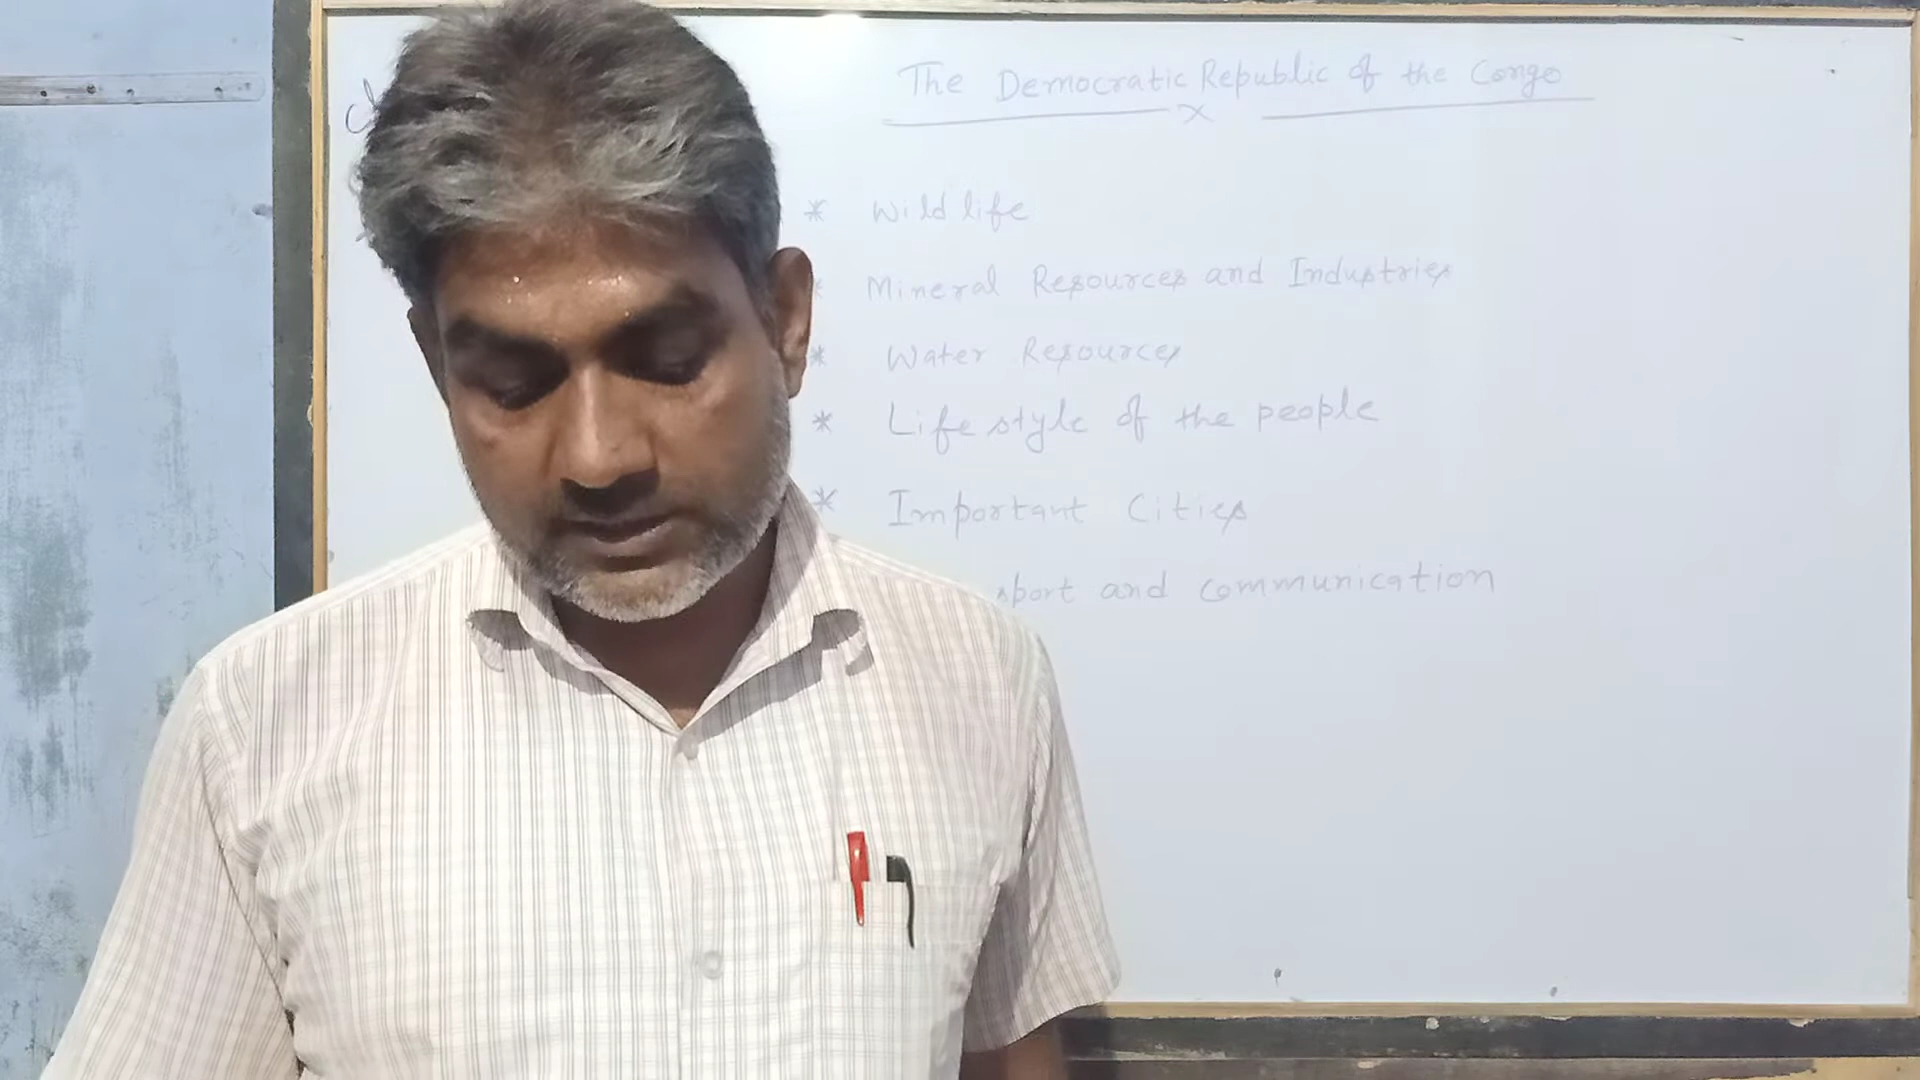 The Democratic Republic of the Congo
x
* Wild life
* Mineral Resources and Industries
* Water Resources
* Life style of the people
* Important Cities
and communication